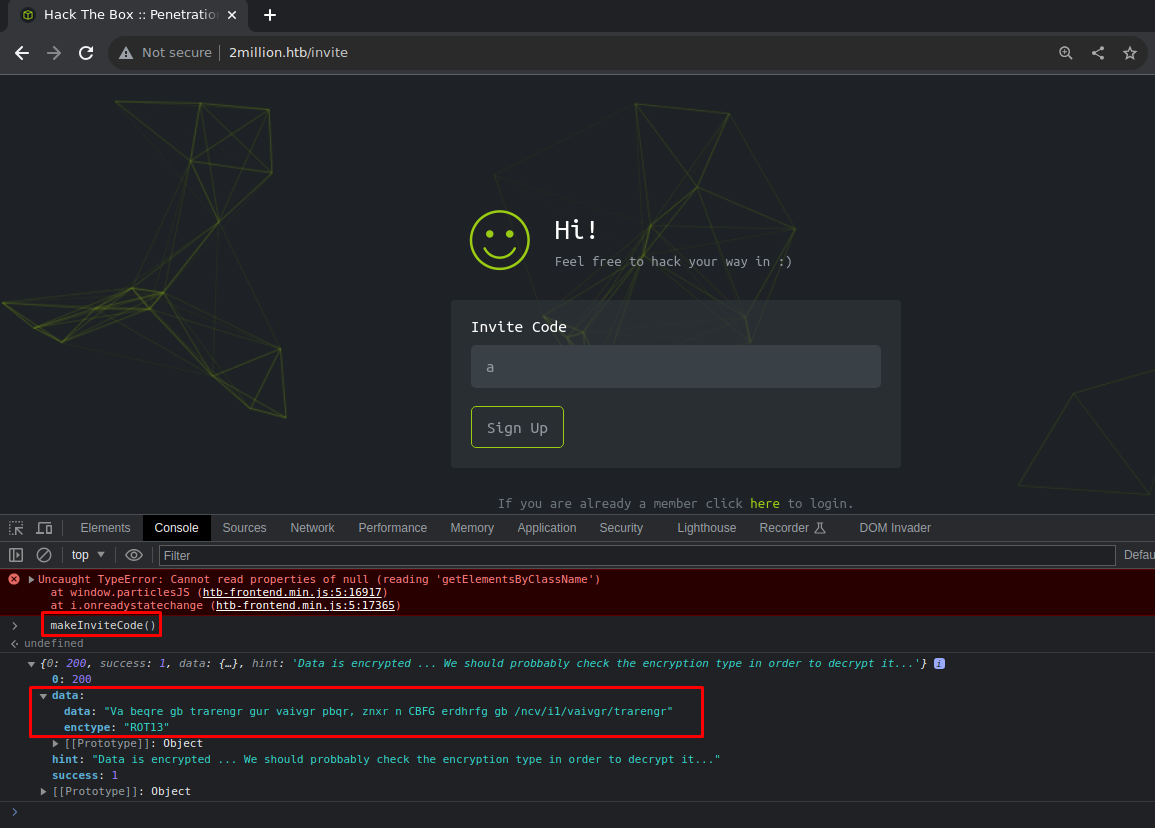 Hack The Box :: Penetratio
Not secure
2million.htb/invite
Hi!
Feel free to hack your way in :)
Invite Code
a
Sign Up
If you are already a member click here to login.
Elements Console Sources Network Performance Memory Application Security Lighthouse Recorder DOM Invader
top Filter Defau
Uncaught TypeError: Cannot read properties of null (reading 'getElementsByClassName')
at window.particlesJS (htb-frontend.min.js:5:16917)
at i.onreadystatechange (htb-frontend.min.js:5:17365)
makeInviteCode()
undefined
{0: 200, success: 1, data: {…}, hint: 'Data is encrypted ... We should probbably check the encryption type in order to decrypt it...'} i
0: 200
data:
data: "Va beqre gb trarengr gur vaivgr pbqr, znxr n CBFG erdhrfg gb /ncv/i1/vaivgr/trarengr"
enctype: "ROT13"
[[Prototype]]: Object
hint: "Data is encrypted ... We should probbably check the encryption type in order to decrypt it..."
success: 1
[[Prototype]]: Object